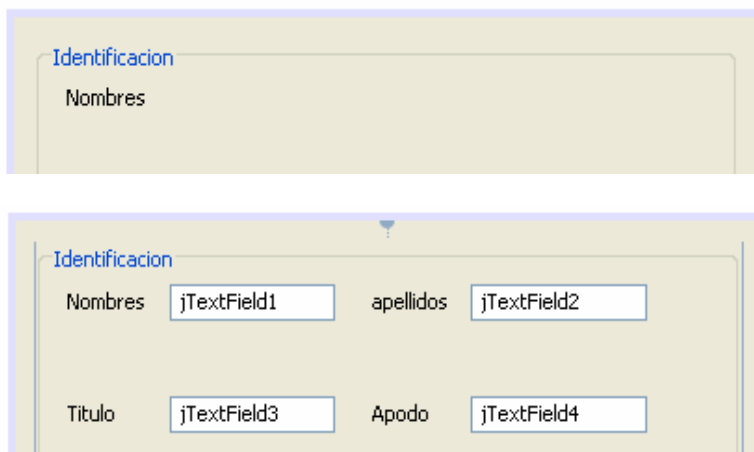 Identificacion
Nombres
Identificacion
Nombres jTextField1 apellidos jTextField2
Titulo jTextField3 Apodo jTextField4